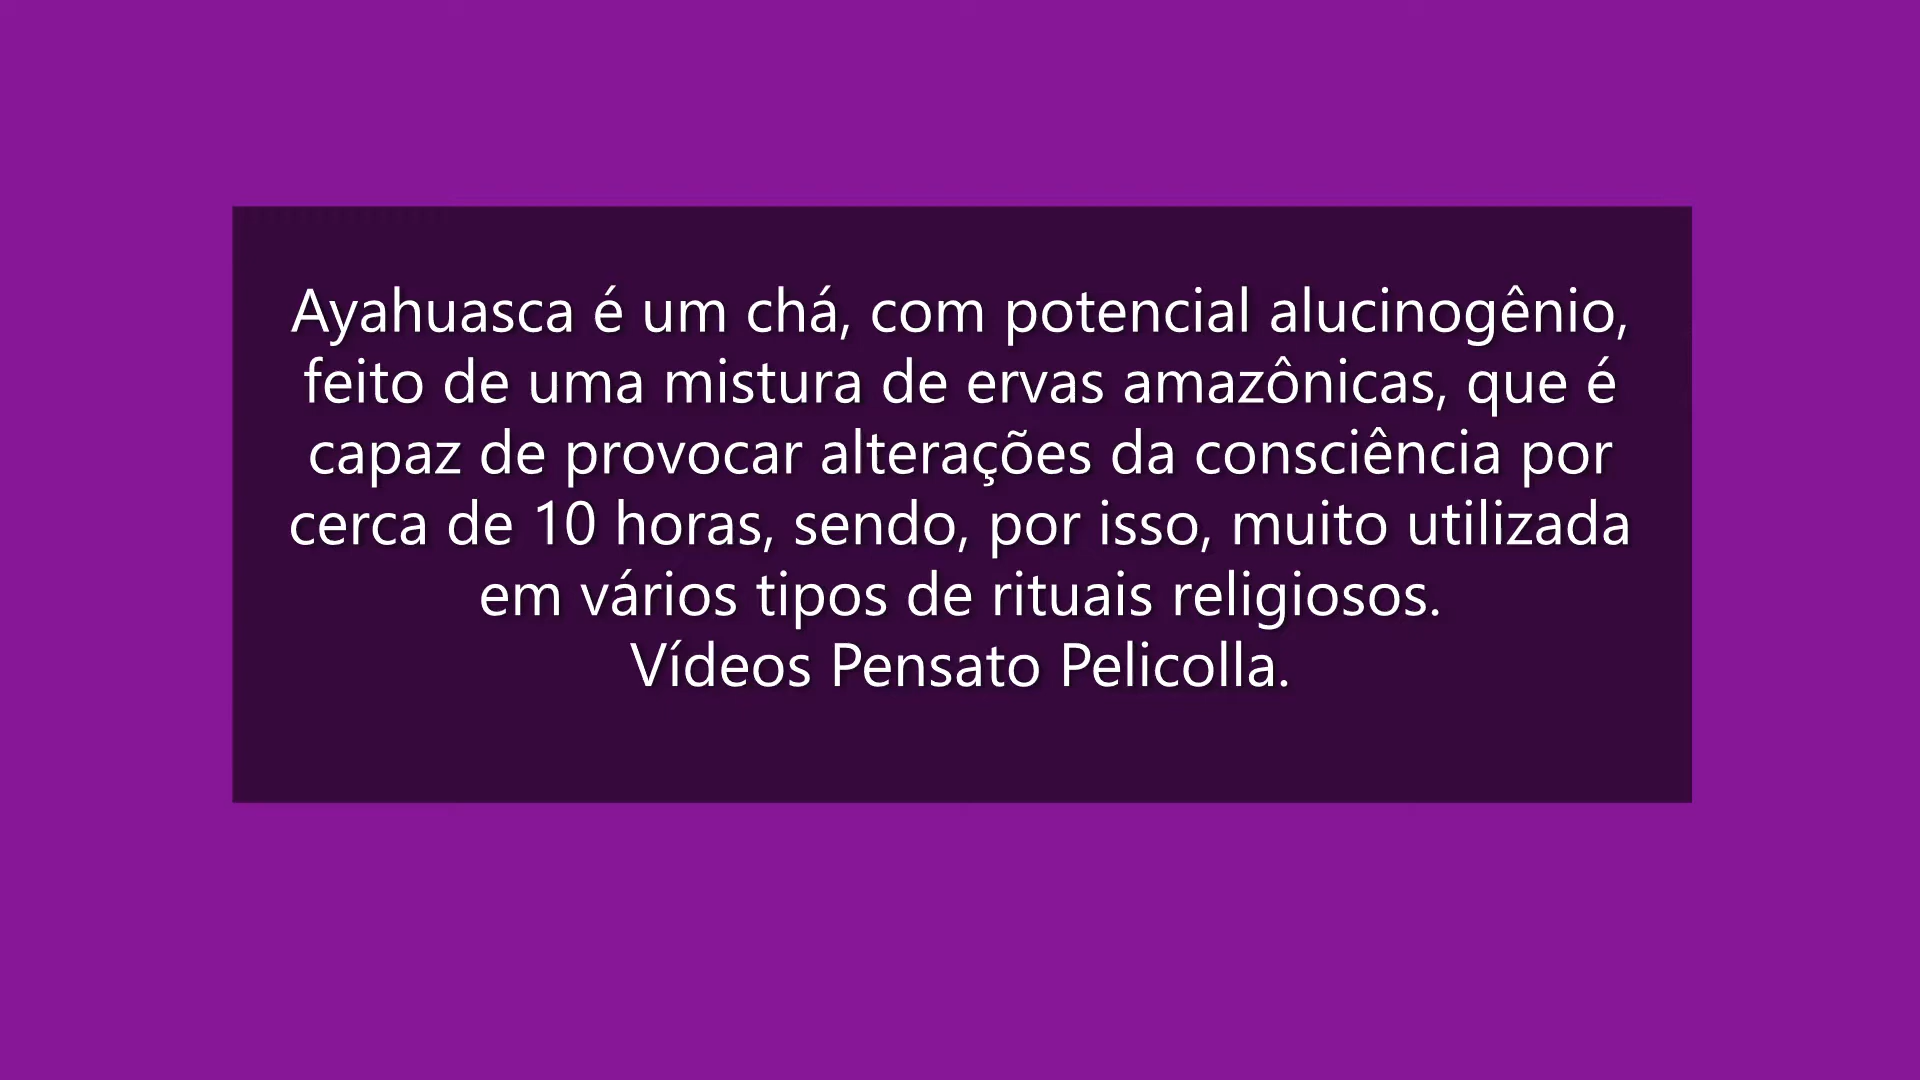 Ayahuasca é um chá, com potencial alucinogênio,
feito de uma mistura de ervas amazônicas, que é
capaz de provocar alterações da consciência por
cerca de 10 horas, sendo, por isso, muito utilizada
em vários tipos de rituais religiosos.
Vídeos Pensato Pelicolla.